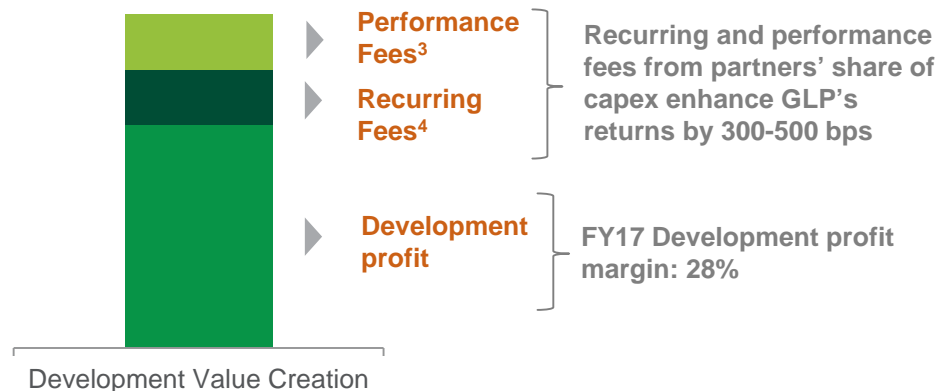 Performance
Fees³
Recurring and performance
fees from partners’ share of
capex enhance GLP’s
returns by 300-500 bps
Recurring
Fees⁴
Development
profit
FY17 Development profit
margin: 28%
Development Value Creation